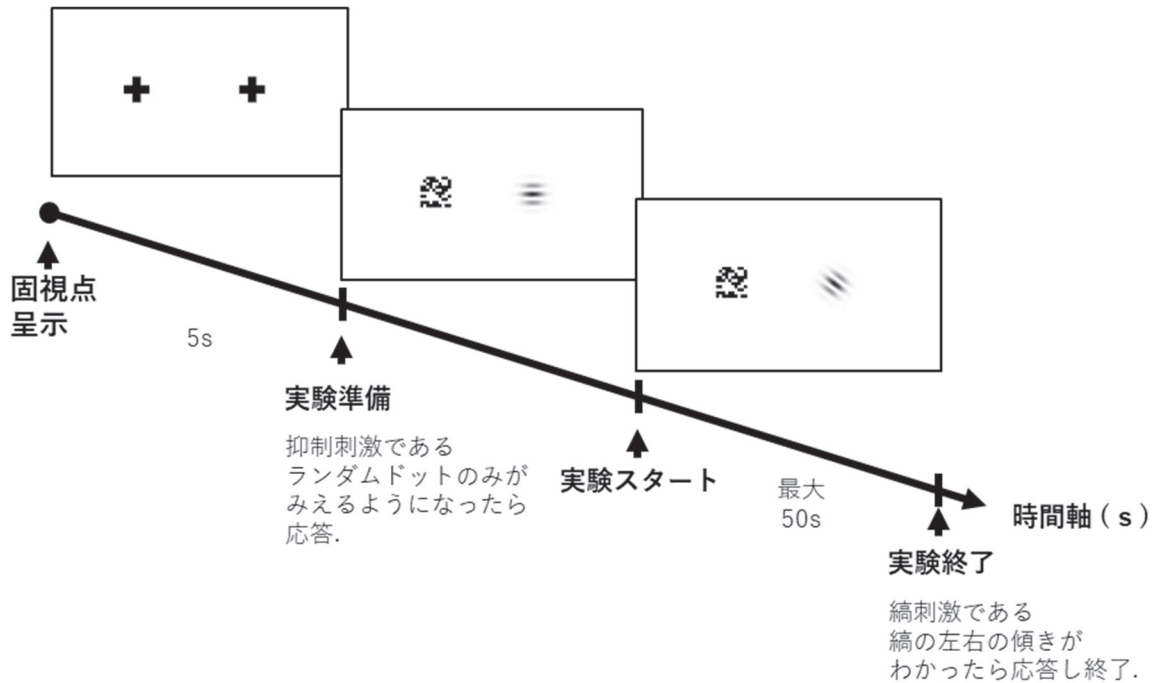 固視点
呈示
5s
実験準備
抑制刺激である
ランダムドットのみが
みえるようになったら
応答.
実験スタート
最大
50s
時間軸（s）
実験終了
縞刺激である
縞の左右の傾きが
わかったら応答し終了.